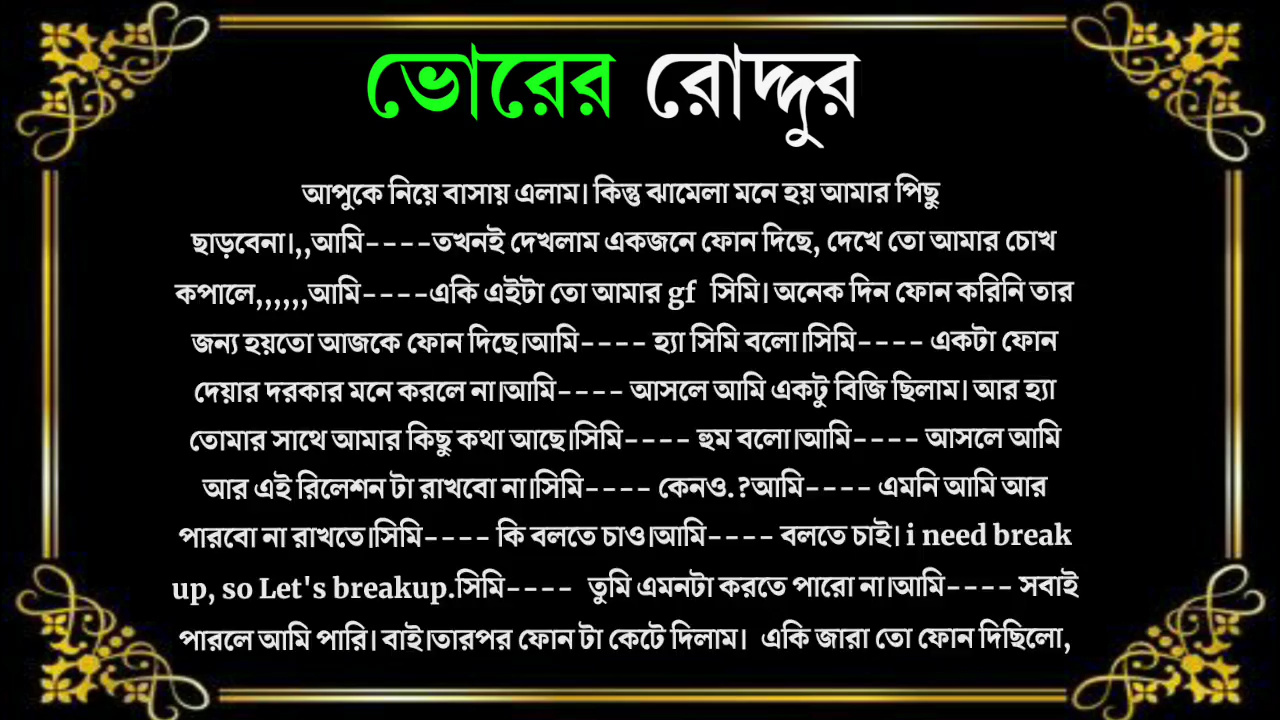 ভোরের রোদ্দুর
আপুকে নিয়ে বাসায় এলাম। কিন্তু ঝামেলা মনে হয় আমার পিছু
ছাড়বেনা।,,আমি----তখনই দেখলাম একজনে ফোন দিছে, দেখে তো আমার চোখ
কপালে,,,,,,আমি----একি এইটা তো আমার gf  সিমি। অনেক দিন ফোন করিনি তার
জন্য হয়তো আজকে ফোন দিছে।আমি---- হ্যা সিমি বলো।সিমি---- একটা ফোন
দেয়ার দরকার মনে করলে না।আমি---- আসলে আমি একটু বিজি ছিলাম। আর হ্যা
তোমার সাথে আমার কিছু কথা আছে।সিমি---- হুম বলো।আমি---- আসলে আমি
আর এই রিলেশন টা রাখবো না।সিমি---- কেনও.?আমি---- এমনি আমি আর
পারবো না রাখতে।সিমি---- কি বলতে চাও।আমি---- বলতে চাই। i need break
up, so Let's breakup.সিমি----  তুমি এমনটা করতে পারো না।আমি---- সবাই
পারলে আমি পারি। বাই।তারপর ফোন টা কেটে দিলাম।  একি জারা তো ফোন দিছিলো,